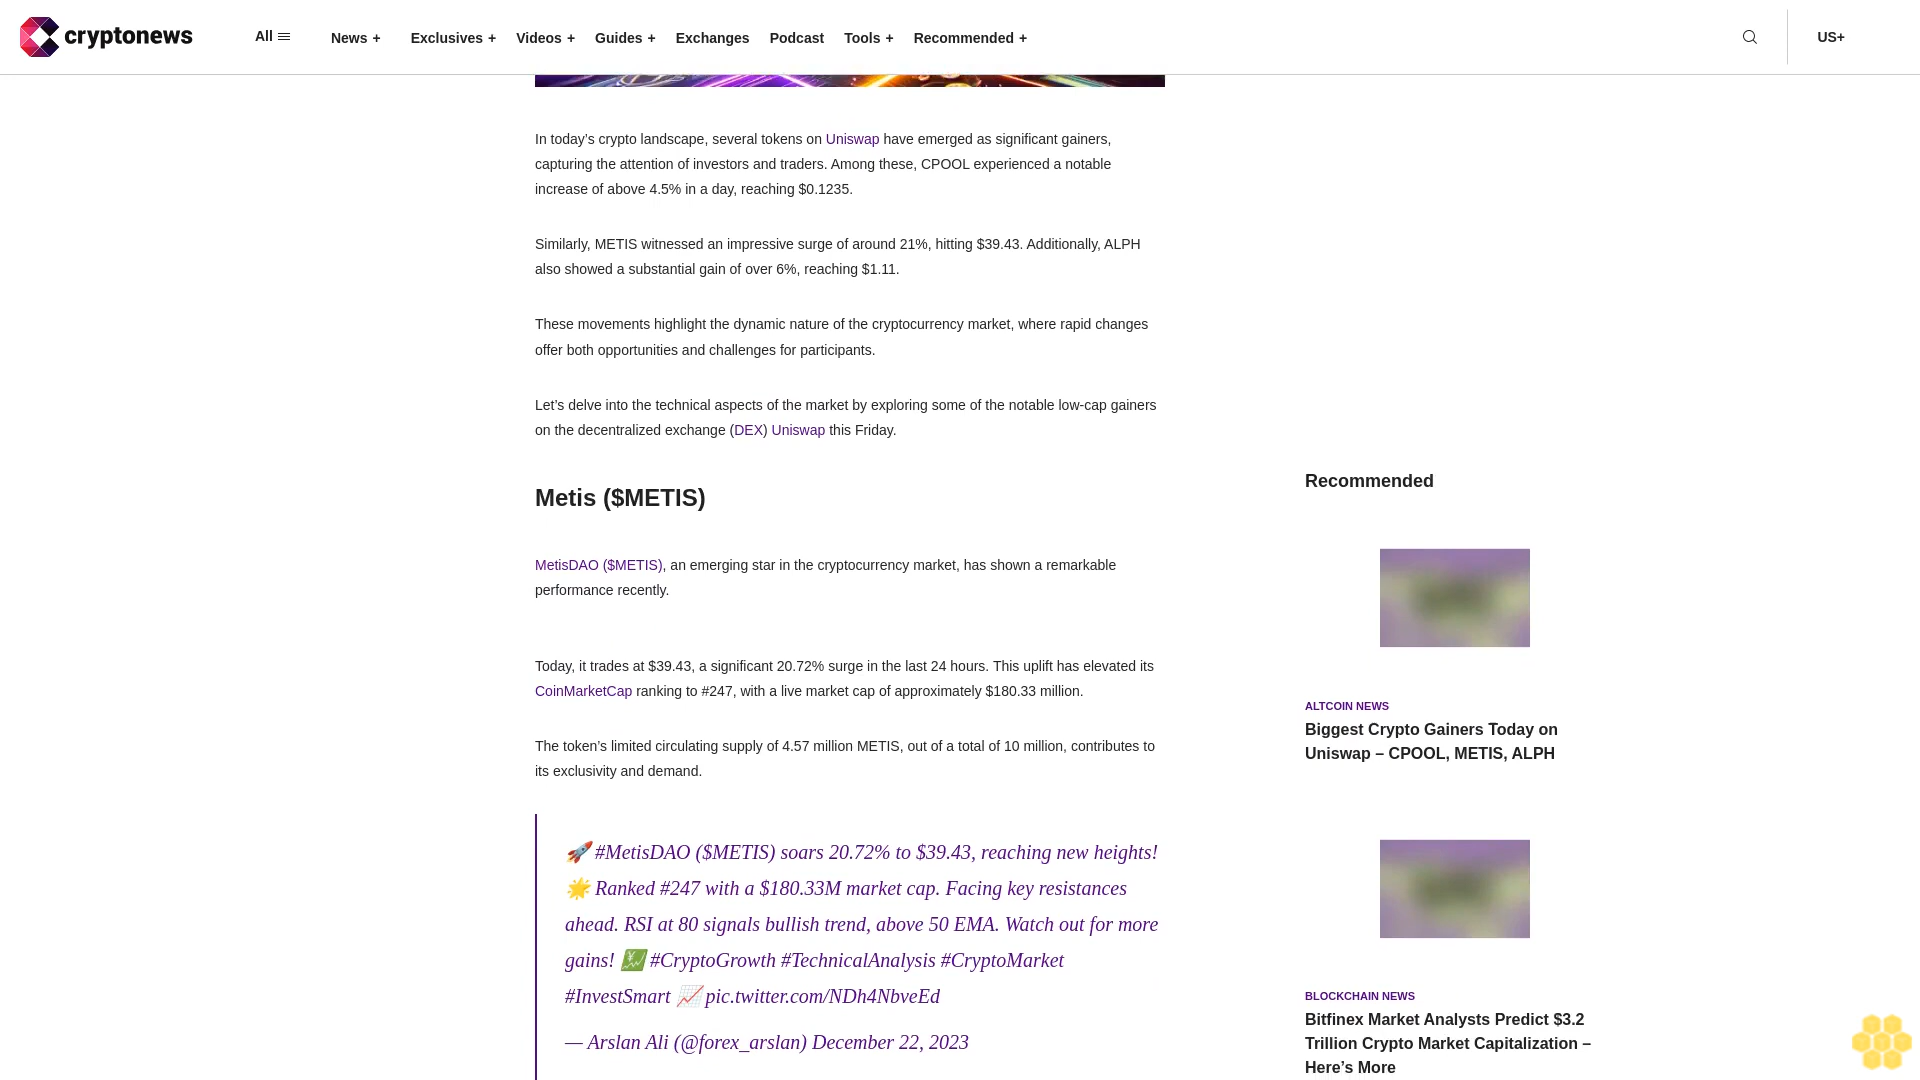 cryptonews
All
News +
Exclusives +
Videos +
Guides +
Exchanges
Podcast
Tools +
Recommended +
US+
In today’s crypto landscape, several tokens on Uniswap have emerged as significant gainers,
capturing the attention of investors and traders. Among these, CPOOL experienced a notable
increase of above 4.5% in a day, reaching $0.1235.
Similarly, METIS witnessed an impressive surge of around 21%, hitting $39.43. Additionally, ALPH
also showed a substantial gain of over 6%, reaching $1.11.
These movements highlight the dynamic nature of the cryptocurrency market, where rapid changes
offer both opportunities and challenges for participants.
Let’s delve into the technical aspects of the market by exploring some of the notable low-cap gainers
on the decentralized exchange (DEX) Uniswap this Friday.
Metis ($METIS)
MetisDAO ($METIS), an emerging star in the cryptocurrency market, has shown a remarkable
performance recently.
Today, it trades at $39.43, a significant 20.72% surge in the last 24 hours. This uplift has elevated its
CoinMarketCap ranking to #247, with a live market cap of approximately $180.33 million.
The token’s limited circulating supply of 4.57 million METIS, out of a total of 10 million, contributes to
its exclusivity and demand.
🚀 #MetisDAO ($METIS) soars 20.72% to $39.43, reaching new heights!
🌟 Ranked #247 with a $180.33M market cap. Facing key resistances
ahead. RSI at 80 signals bullish trend, above 50 EMA. Watch out for more
gains! 💹 #CryptoGrowth #TechnicalAnalysis #CryptoMarket
#InvestSmart 📈 pic.twitter.com/NDh4NbveEd
— Arslan Ali (@forex_arslan) December 22, 2023
Recommended
ALTCOIN NEWS
Biggest Crypto Gainers Today on
Uniswap – CPOOL, METIS, ALPH
BLOCKCHAIN NEWS
Bitfinex Market Analysts Predict $3.2
Trillion Crypto Market Capitalization –
Here’s More